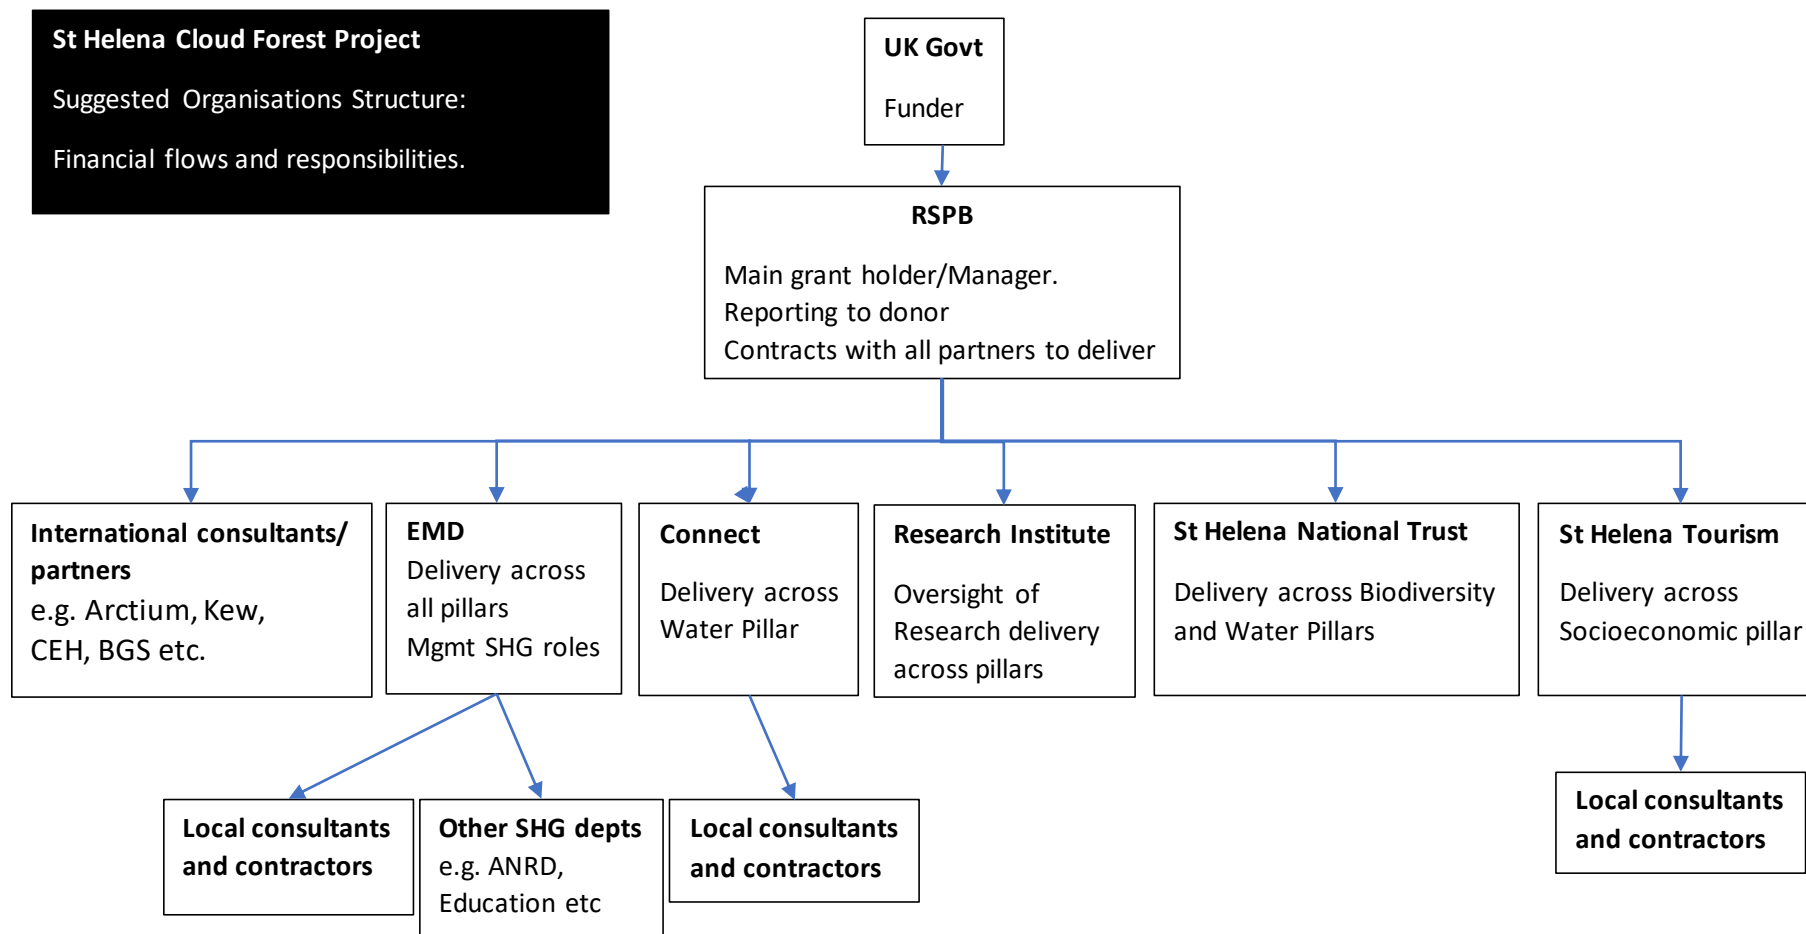 St Helena Cloud Forest Project
Suggested Organisations Structure:
Financial flows and responsibilities.
UK Govt
Funder
RSPB
Main grant holder/Manager.
Reporting to donor
Contracts with all partners to deliver
International consultants/
partners
e.g. Arctium, Kew,
CEH, BGS etc.
EMD
Delivery across
all pillars
Mgmt SHG roles
Connect
Delivery across
Water Pillar
Research Institute
Oversight of
Research delivery
across pillars
St Helena National Trust
Delivery across Biodiversity
and Water Pillars
St Helena Tourism
Delivery across
Socioeconomic pillar
Local consultants
and contractors
Other SHG depts
e.g. ANRD,
Education etc
Local consultants
and contractors
Local consultants
and contractors